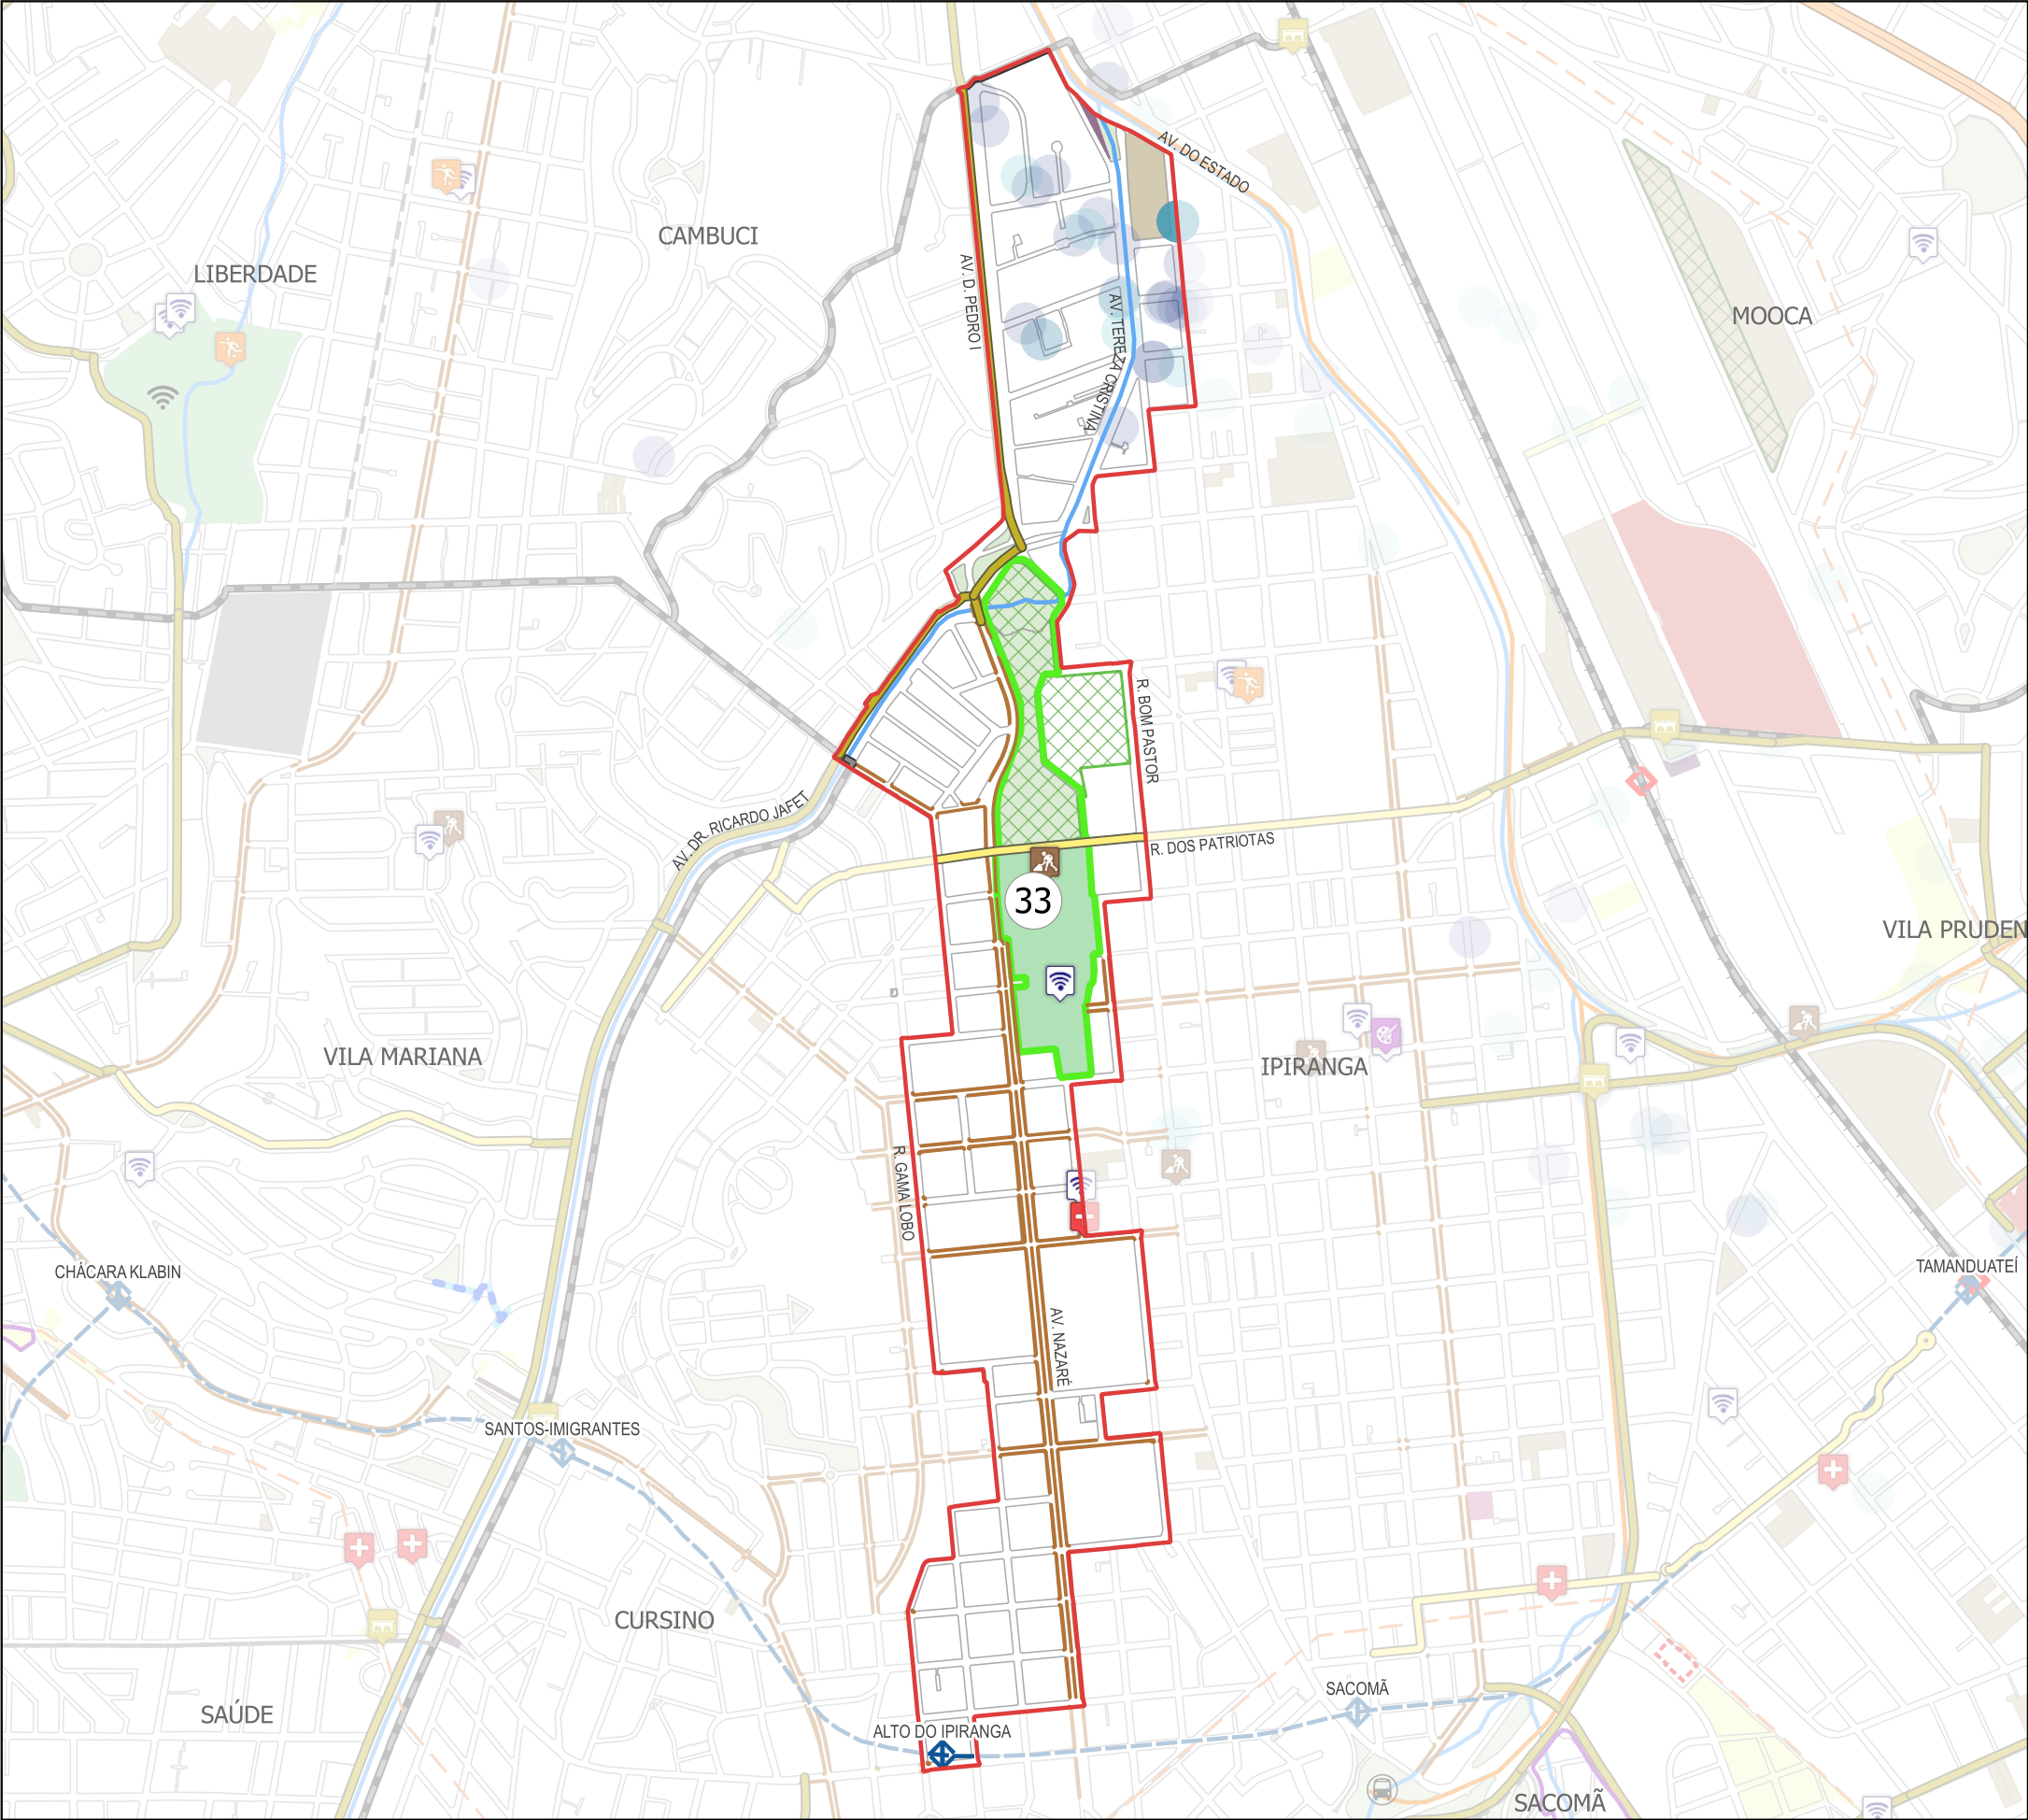 AV. DO ESTADO
CAMBUCI
LIBERDADE
AV. D. PEDRO I
MOOCA
AV. TEREZA CRISTINA
R. BOM PASTOR
AV. DR. RICARDO JAFET
R. DOS PATRIOTAS
33
VILA PRUDEN
VILA MARIANA
IPIRANGA
R. GAMA LOBO
CHÁCARA KLABIN
TAMANDUATEÍ
AV. NAZARÉ
SANTOS-IMIGRANTES
CURSINO
SACOMÃ
SAÚDE
ALTO DO IPIRANGA
SACOMÃ